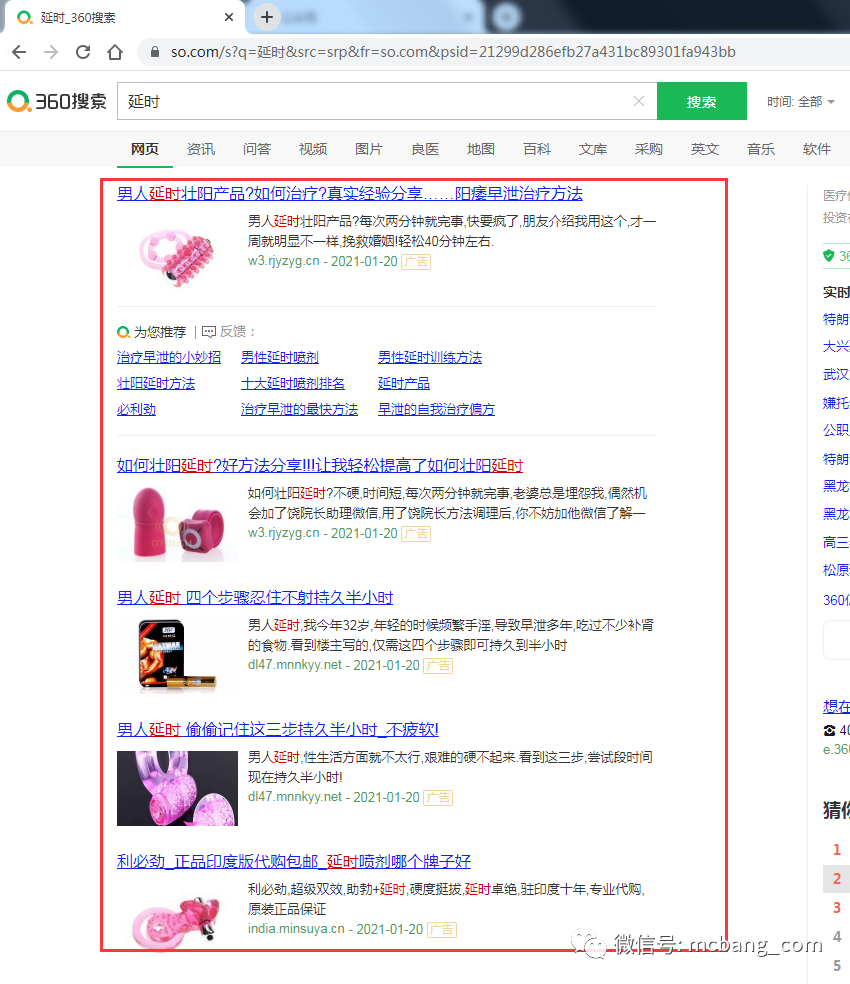 延时_360搜索
so.com/s?q=延时&src=srp&fr=so.com&psid=21299d286efb27a431bc89301fa943bb
360搜索
延时
搜索
时间: 全部
网页 资讯 问答 视频 图片 良医 地图 百科 文库 采购 英文 音乐 软件
男人延时壮阳产品?如何治疗?真实经验分享……阳痿早泄治疗方法
男人延时壮阳产品?每次两分钟就完事,快要疯了,朋友介绍我用这个,才一
周就明显不一样,挽救婚姻!轻松40分钟左右.
w3.rjyzyg.cn - 2021-01-20 广告
为您推荐 | 反馈 :
治疗早泄的小妙招 男性延时喷剂 男性延时训练方法
壮阳延时方法 十大延时喷剂排名 延时产品
必利劲 治疗早泄的最快方法 早泄的自我治疗偏方
如何壮阳延时?好方法分享!!!让我轻松提高了如何壮阳延时
如何壮阳延时?不硬,时间短,每次两分钟就完事,老婆总是埋怨我,偶然机
会加了饶院长助理微信,用了饶院长方法调理后,你不妨加他微信了解一
w3.rjyzyg.cn - 2021-01-20 广告
男人延时 四个步骤忍住不射持久半小时
男人延时,我今年32岁,年轻的时候频繁手淫,导致早泄多年,吃过不少补肾
的食物.看到楼主写的,仅需这四个步骤即可持久到半小时
dl47.mnnkyy.net - 2021-01-20 广告
男人延时 偷偷记住这三步持久半小时_不疲软!
男人延时,性生活方面就不太行,艰难的硬不起来.看到这三步,尝试段时间
现在持久半小时!
dl47.mnnkyy.net - 2021-01-20 广告
利必劲_正品印度版代购包邮_延时喷剂哪个牌子好
利必劲,超级双效,助勃+延时,硬度挺拔,延时卓绝,驻印度十年,专业代购,
原装正品保证
india.minsuya.cn - 2021-01-20 广告
医疗
投资
36
实时
特朗
大兴
武汉
嫌托
公职
特朗
黑龙
黑龙
高三
松原
360亿
想在
40
e.360
猜你
1
2
3
4
5
微信号: mcbang_com